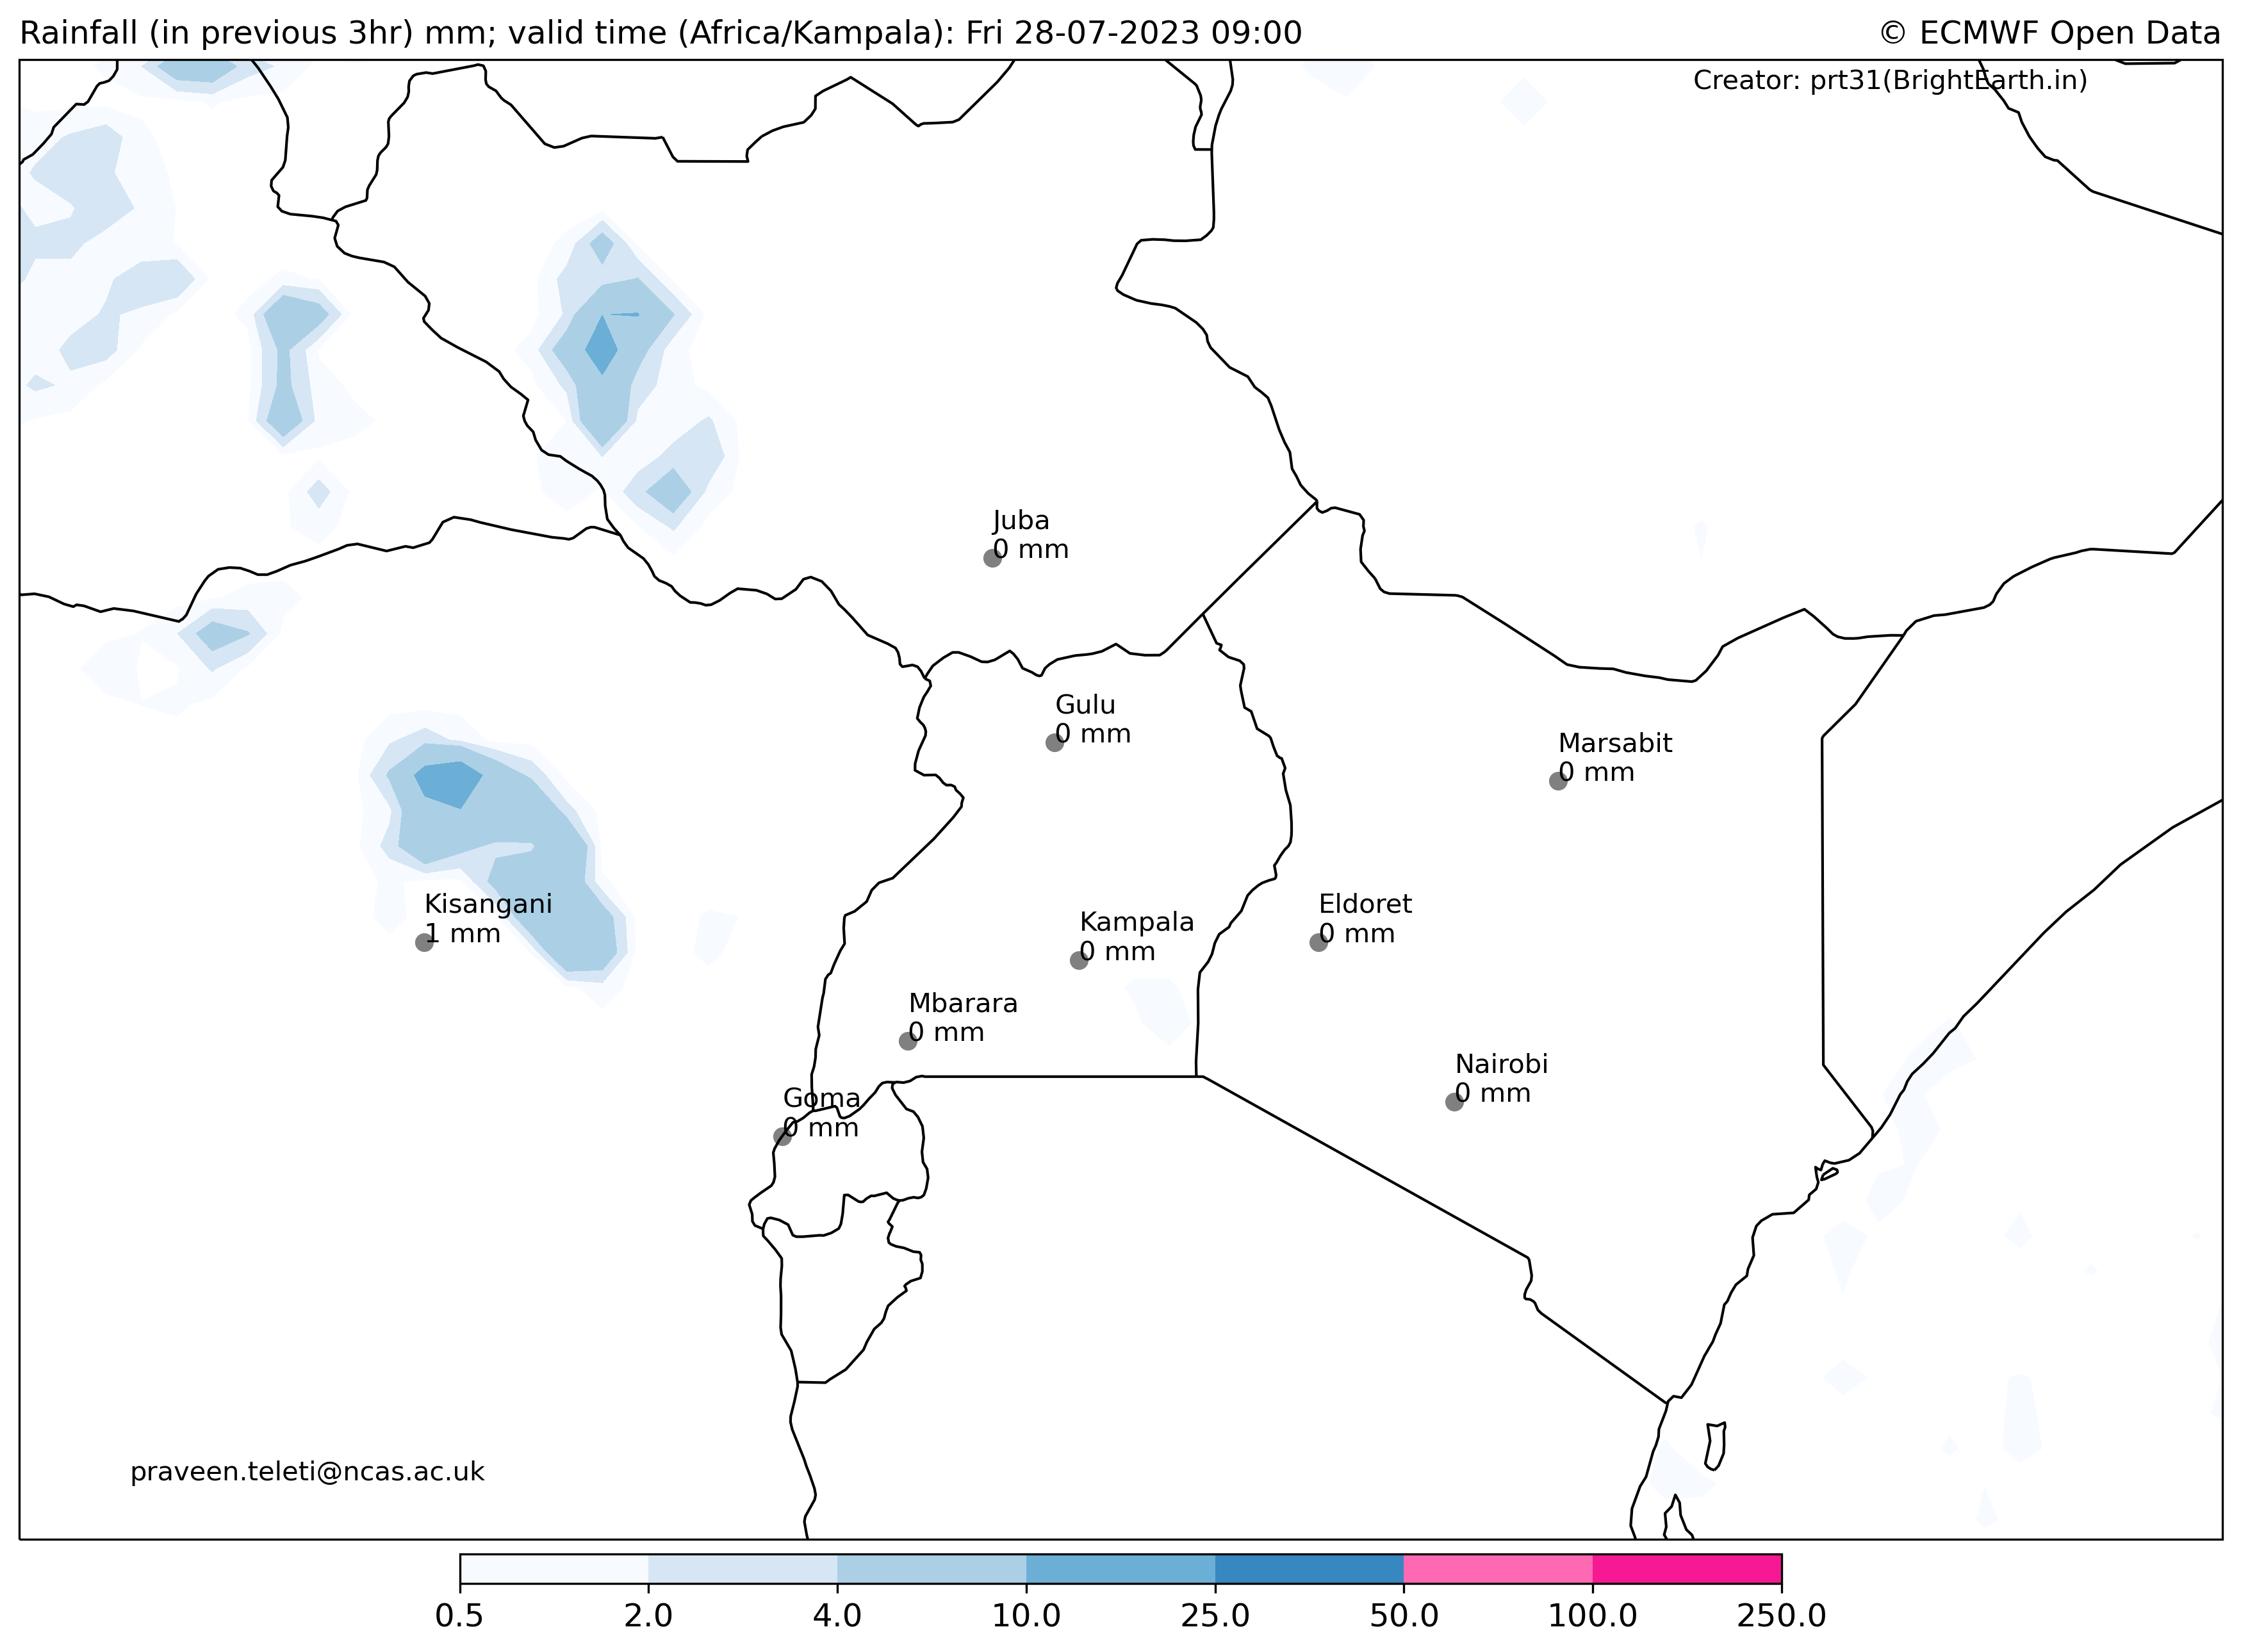 Rainfall (in previous 3hr) mm; valid time (Africa/Kampala): Fri 28-07-2023 09:00
© ECMWF Open Data
Creator: prt31(BrightEarth.in)
Juba
0 mm
Gulu
0 mm
Marsabit
0 mm
Kisangani
1 mm
Kampala
0 mm
Eldoret
0 mm
Mbarara
0 mm
Nairobi
0 mm
Goma
0 mm
praveen.teleti@ncas.ac.uk
0.5 2.0 4.0 10.0 25.0 50.0 100.0 250.0